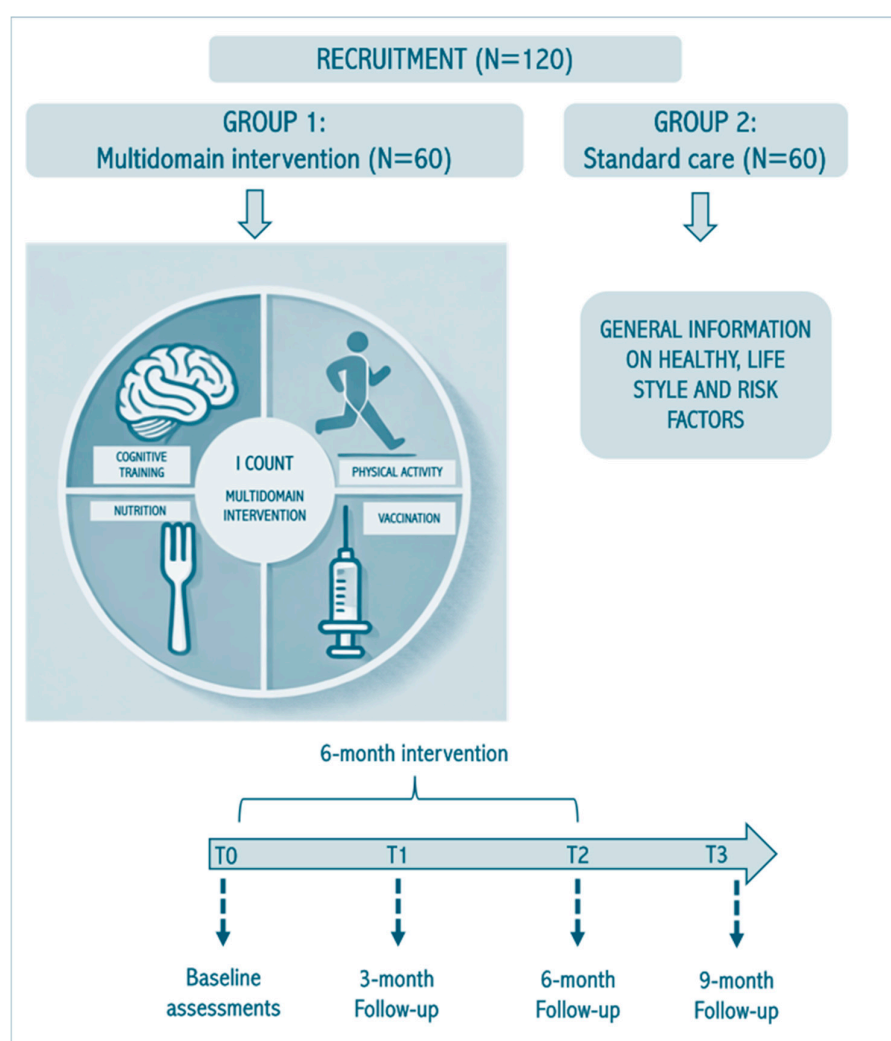 RECRUITMENT (N=120)
GROUP 1:
Multidomain intervention (N=60)
GROUP 2:
Standard care (N=60)
COGNITIVE
TRAINING
PHYSICAL ACTIVITY
I COUNT
MULTIDOMAIN
INTERVENTION
NUTRITION
VACCINATION
GENERAL INFORMATION
ON HEALTHY, LIFE
STYLE AND RISK
FACTORS
6-month intervention
T0 T1 T2 T3
Baseline
assessments
3-month
Follow-up
6-month
Follow-up
9-month
Follow-up